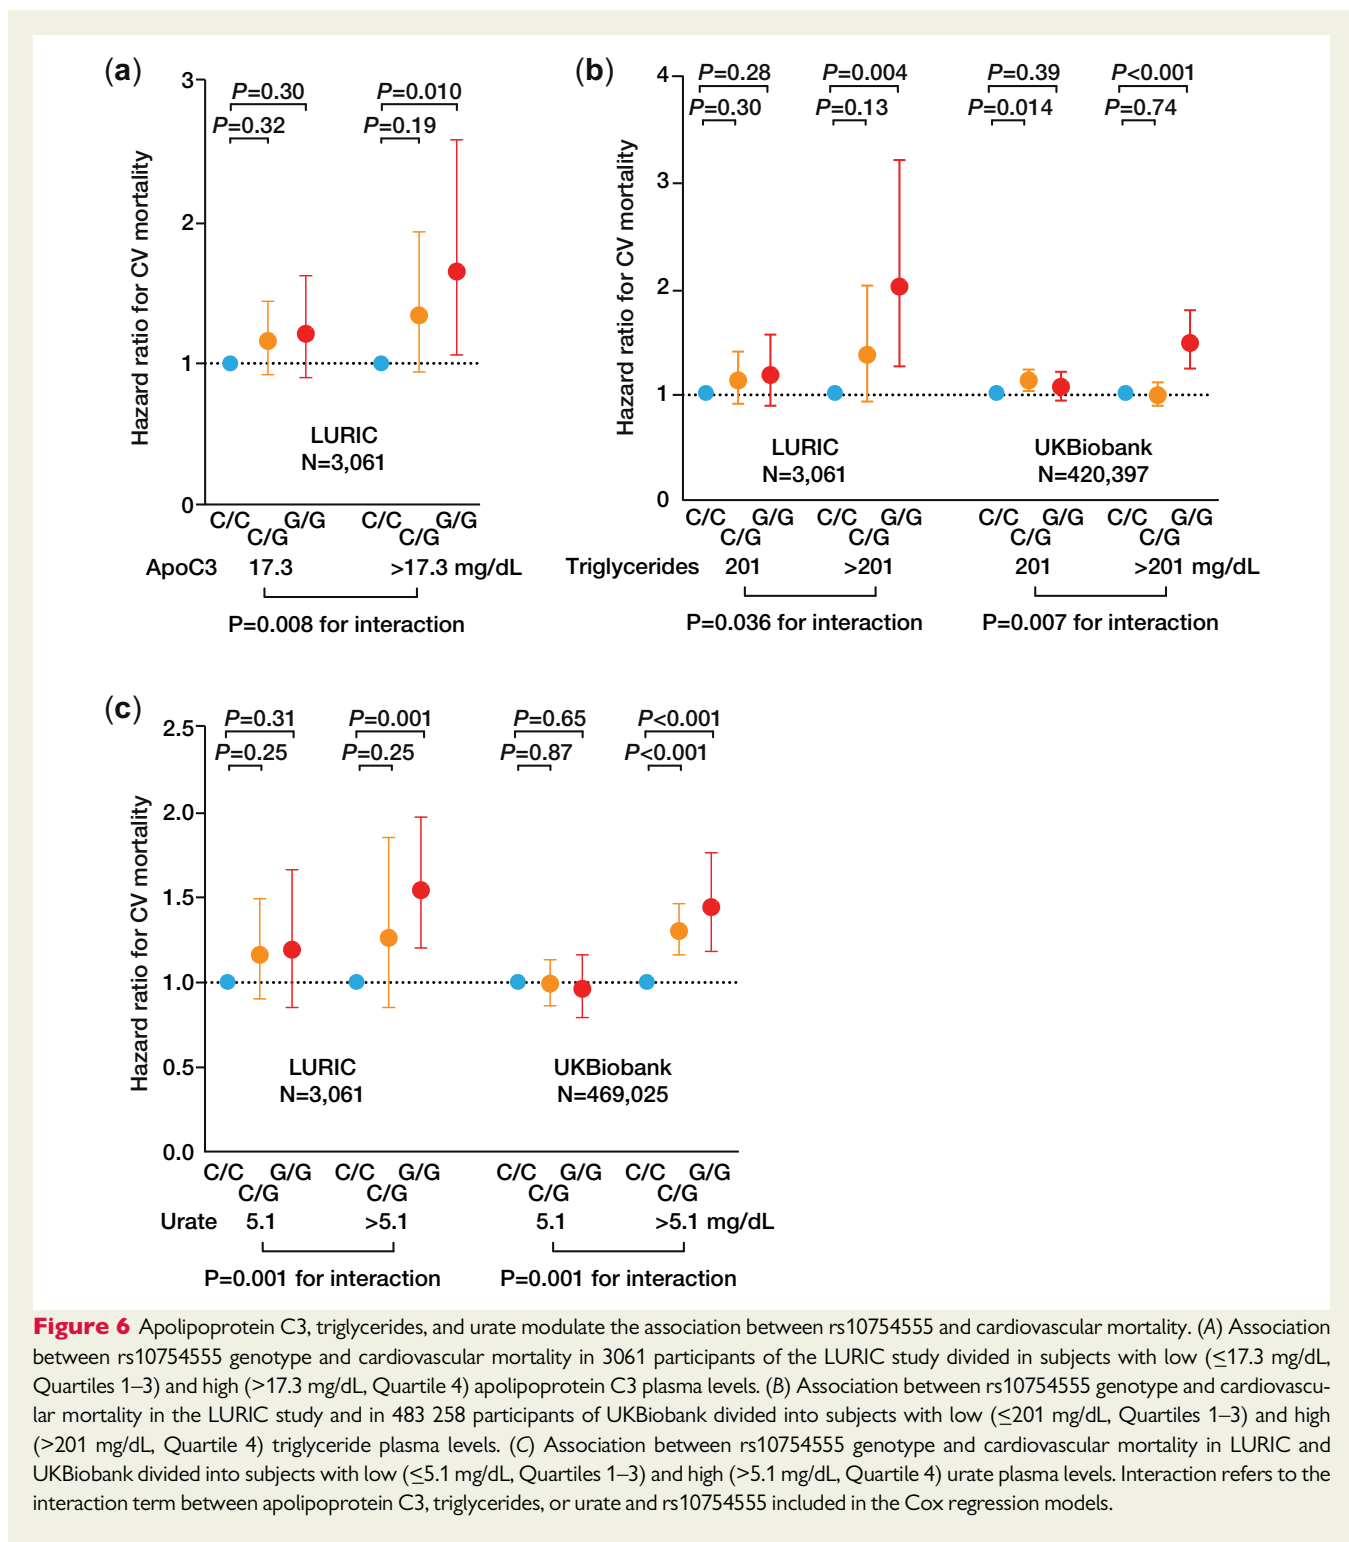 (a)
3
2
1
0
Hazard ratio for CV mortality
P=0.30
P=0.32
P=0.010
P=0.19
LURIC
N=3,061
C/C C/G G/G C/C C/G G/G
ApoC3 17.3 >17.3 mg/dL
P=0.008 for interaction
(b)
4
3
2
1
0
Hazard ratio for CV mortality
P=0.28
P=0.30
P=0.004
P=0.13
P=0.39
P=0.014
P<0.001
P=0.74
LURIC
N=3,061
UKBiobank
N=420,397
C/C C/G G/G C/C C/G G/G C/C C/G G/G C/C C/G G/G
Triglycerides 201 >201 201 >201 mg/dL
P=0.036 for interaction P=0.007 for interaction
(c)
2.5
2.0
1.5
1.0
0.5
0.0
Hazard ratio for CV mortality
P=0.31
P=0.25
P=0.001
P=0.25
P=0.65
P=0.87
P<0.001
P<0.001
LURIC
N=3,061
UKBiobank
N=469,025
C/C C/G G/G C/C C/G G/G C/C C/G G/G C/C C/G G/G
Urate 5.1 >5.1 5.1 >5.1 mg/dL
P=0.001 for interaction P=0.001 for interaction
Figure 6 Apolipoprotein C3, triglycerides, and urate modulate the association between rs10754555 and cardiovascular mortality. (A) Association
between rs10754555 genotype and cardiovascular mortality in 3061 participants of the LURIC study divided in subjects with low (≤17.3 mg/dL,
Quartiles 1–3) and high (>17.3 mg/dL, Quartile 4) apolipoprotein C3 plasma levels. (B) Association between rs10754555 genotype and cardiovascu-
lar mortality in the LURIC study and in 483 258 participants of UKBiobank divided into subjects with low (≤201 mg/dL, Quartiles 1–3) and high
(>201 mg/dL, Quartile 4) triglyceride plasma levels. (C) Association between rs10754555 genotype and cardiovascular mortality in LURIC and
UKBiobank divided into subjects with low (≤5.1 mg/dL, Quartiles 1–3) and high (>5.1 mg/dL, Quartile 4) urate plasma levels. Interaction refers to the
interaction term between apolipoprotein C3, triglycerides, or urate and rs10754555 included in the Cox regression models.